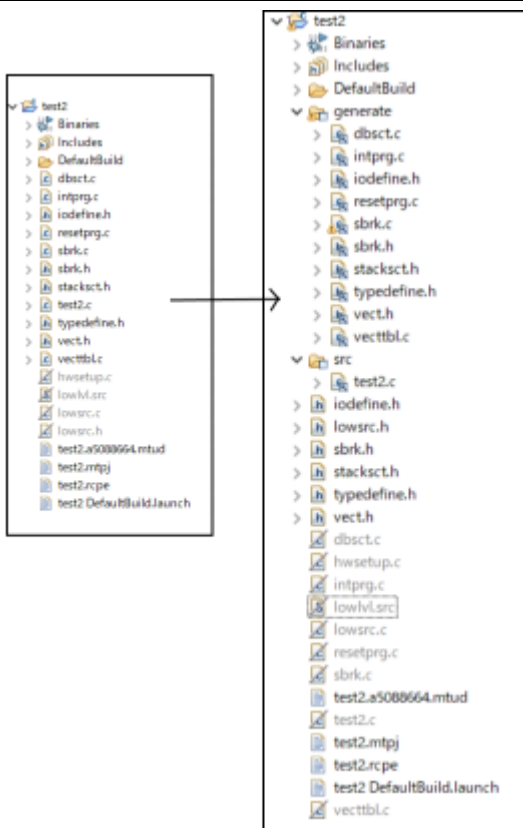 test2
Binaries
Includes
DefaultBuild
dbsct.c
intprg.c
iodefine.h
resetprg.c
sbrk.c
sbrk.h
stacksct.h
test2.c
typedefine.h
vect.h
vecttbl.c
hwsetup.c
lowlvl.src
lowsrc.c
lowsrc.h
test2.a5088664.mtud
test2.mtpj
test2.rcpe
test2 DefaultBuild.launch
test2
Binaries
Includes
DefaultBuild
generate
dbsct.c
intprg.c
iodefine.h
resetprg.c
sbrk.c
sbrk.h
stacksct.h
typedefine.h
vect.h
vecttbl.c
src
test2.c
iodefine.h
lowsrc.h
sbrk.h
stacksct.h
typedefine.h
vect.h
dbsct.c
hwsetup.c
intprg.c
lowlvl.src
lowsrc.c
resetprg.c
sbrk.c
test2.a5088664.mtud
test2.c
test2.mtpj
test2.rcpe
test2 DefaultBuild.launch
vecttbl.c